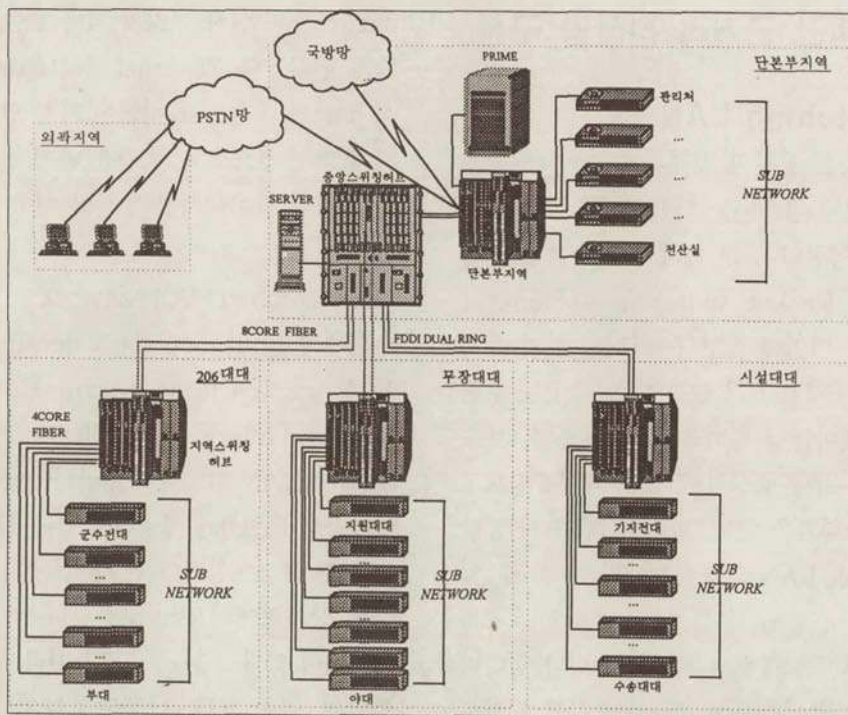 국방망
PRIME
단본부지역
PSTN망
외곽지역
관리처
...
...
...
전산실
SUB
NETWORK
중앙스위칭허브
SERVER
단본부지역
8CORE FIBER
FDDI DUAL RING
206대대
무장대대
시설대대
4CORE
FIBER
지역스위칭
허브
군수전대
...
...
...
부대
SUB
NETWORK
지원대대
...
...
...
야대
SUB
NETWORK
기지전대
...
...
...
수송대대
SUB
NETWORK